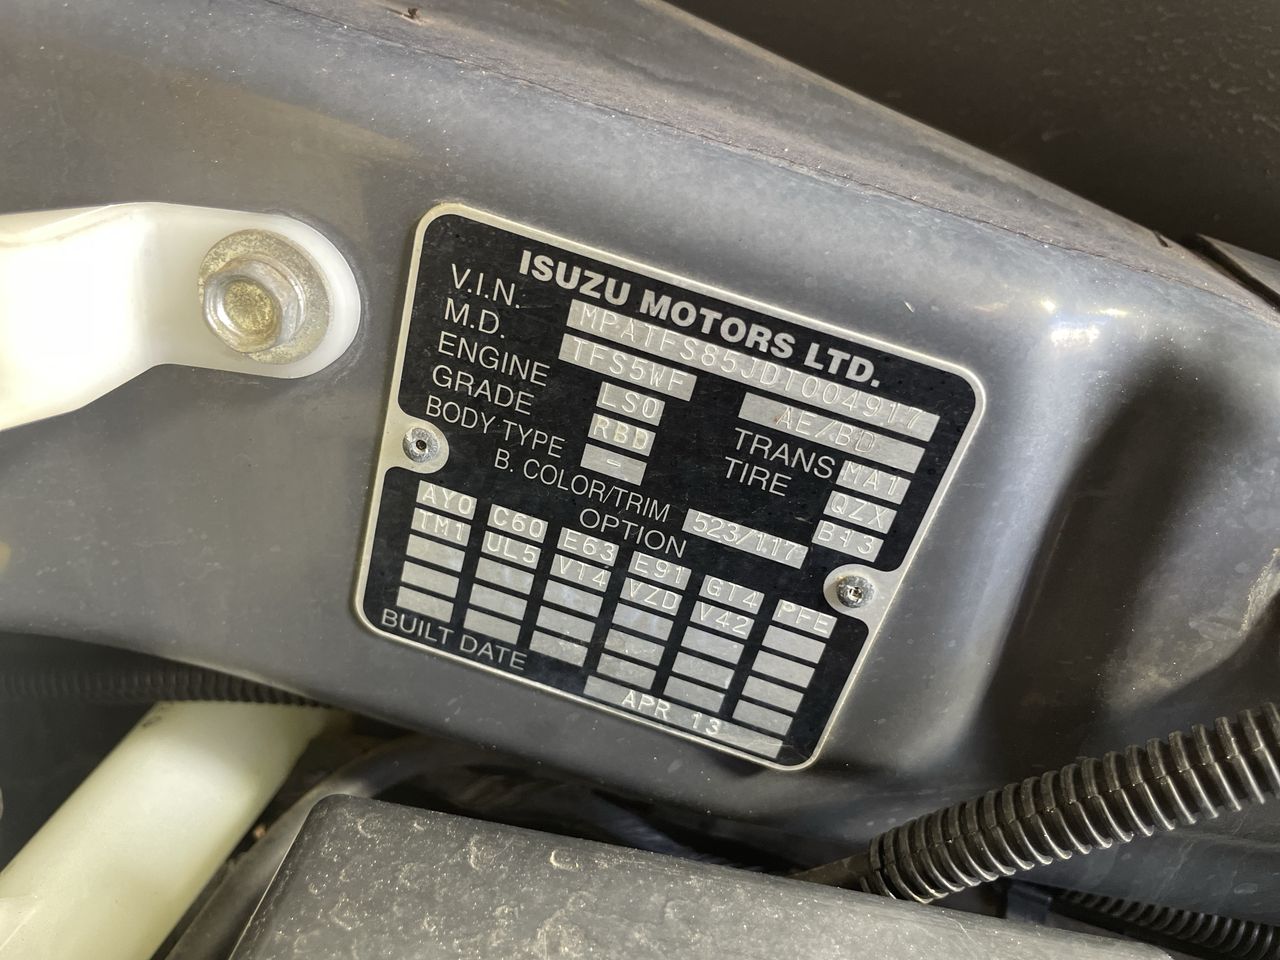 ISUZU MOTORS LTD.
V.I.N. MPATFS85JDT004917
M.D. TFS5WF AE/BD
ENGINE LS0 TRANS MA1
GRADE RBD TIRE QZX
BODY TYPE - B13
B. COLOR/TRIM 523/117
OPTION
AY0 C60 E63 E91 GT4 PFE
TM1 UL5 VT4 VZD V42
BUILT DATE APR 13